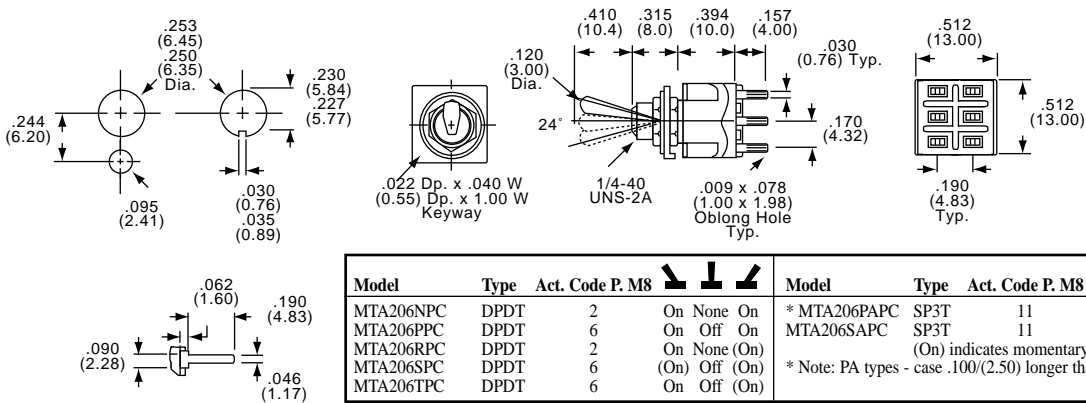 .253
(6.45)
.250
(6.35)
Dia.
.230
(5.84)
.227
(5.77)
.244
(6.20)
.095
(2.41)
.030
(0.76)
.035
(0.89)
.022 Dp. x .040 W
(0.55) Dp. x 1.00 W
Keyway
.410
(10.4)
.315
(8.0)
.394
(10.0)
.157
(4.00)
.120
(3.00)
Dia.
24°
.030
(0.76) Typ.
.170
(4.32)
1/4-40
UNS-2A
.009 x .078
(1.00 x 1.98)
Oblong Hole
Typ.
.512
(13.00)
.512
(13.00)
.190
(4.83)
Typ.
.062
(1.60)
.190
(4.83)
.090
(2.28)
.046
(1.17)
Model Type Act. Code P. M8
MTA206NPC DPDT 2 On None On
MTA206PPC DPDT 6 On Off On
MTA206RPC DPDT 2 On None (On)
MTA206SPC DPDT 6 (On) Off (On)
MTA206TPC DPDT 6 On Off (On)
Model Type Act. Code P. M8
* MTA206PAPC SP3T 11
MTA206SAPC SP3T 11
(On) indicates momentary
* Note: PA types - case .100/(2.50) longer